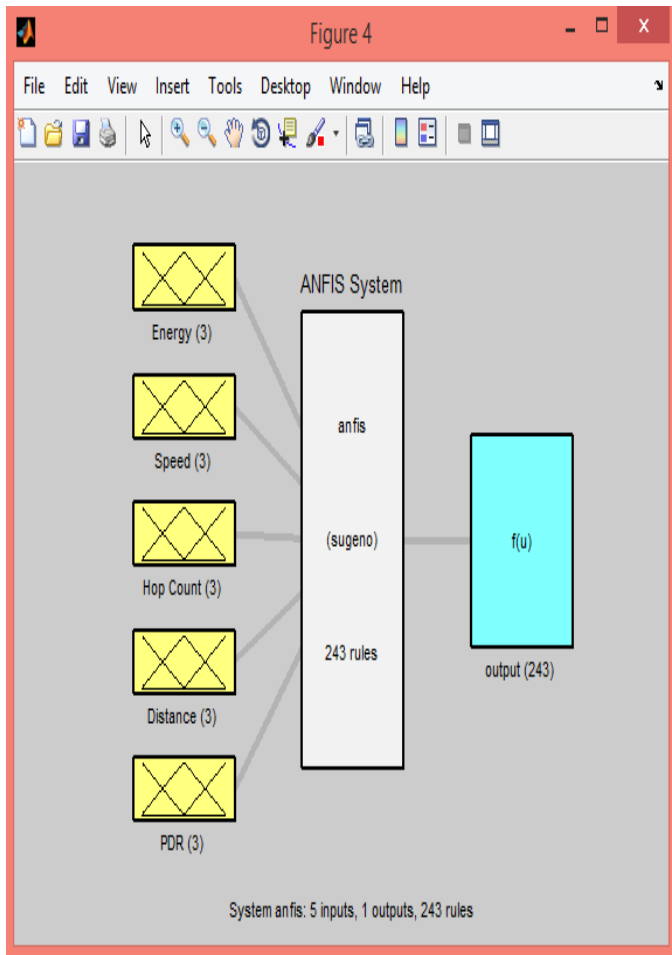 Figure 4
File Edit View Insert Tools Desktop Window Help
ANFIS System
Energy (3)
anfis
Speed (3)
(sugeno)
f(u)
Hop Count (3)
243 rules
output (243)
Distance (3)
PDR (3)
System anfis: 5 inputs, 1 outputs, 243 rules